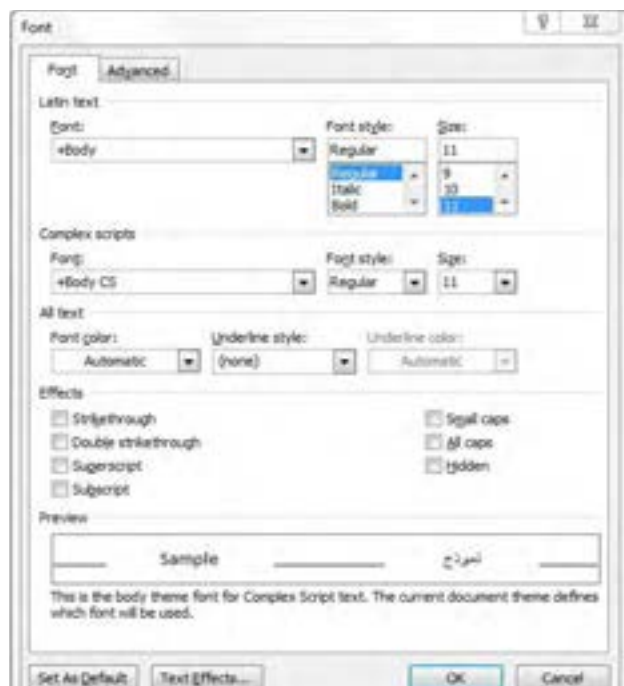 Font
Font Advanced
Latin text
Font: Font style: Size:
+Body Regular 11
Regular 9
Italic 10
Bold 11
Complex scripts
Font: Font style: Size:
+Body CS Regular 11
All text
Font color: Underline style: Underline color:
Automatic (none) Automatic
Effects
Strikethrough Small caps
Double strikethrough All caps
Superscript Hidden
Subscript
Preview
Sample نموذج
This is the body theme font for Complex Script text. The current document theme defines
which font will be used.
Set As Default Text Effects... OK Cancel